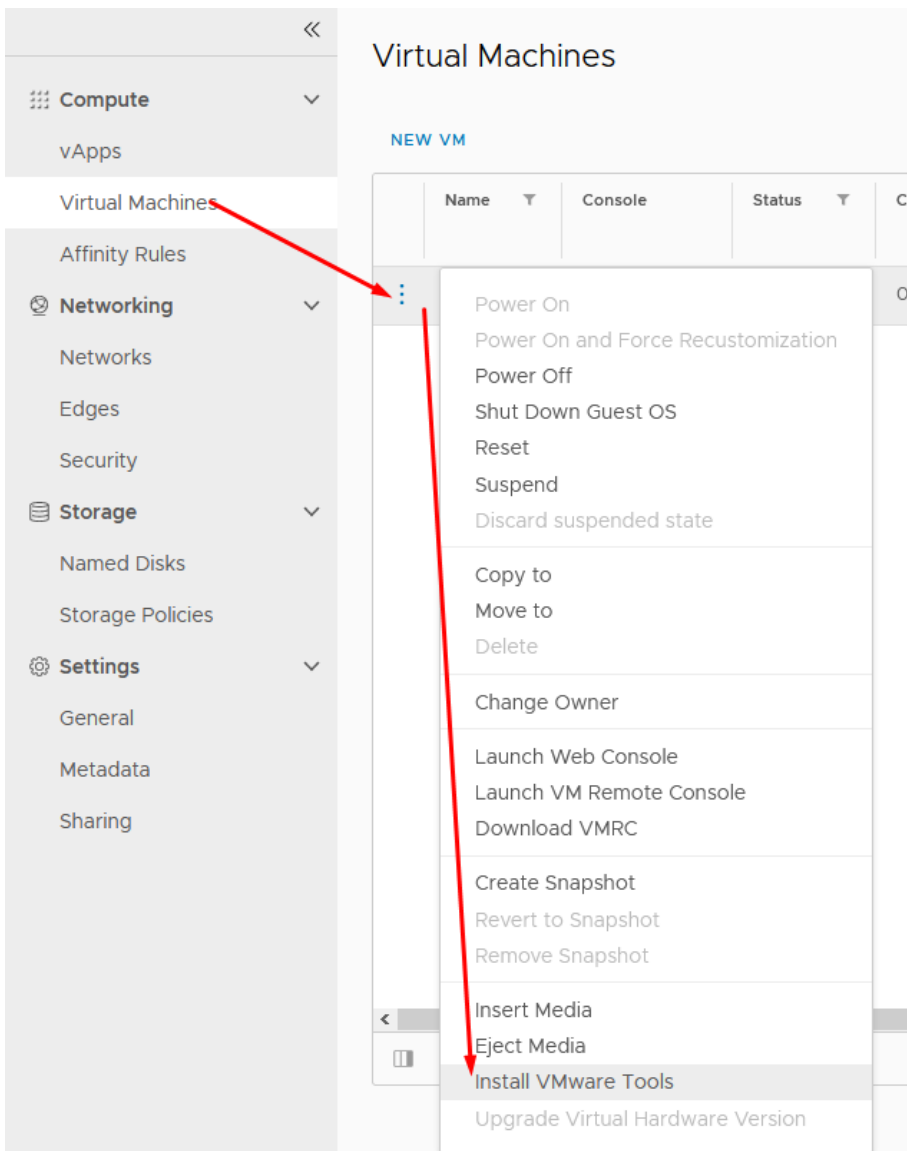 Compute
vApps
Virtual Machines
Affinity Rules
Networking
Networks
Edges
Security
Storage
Named Disks
Storage Policies
Settings
General
Metadata
Sharing
Virtual Machines
NEW VM
Name Console Status C
0
Power On
Power On and Force Recustomization
Power Off
Shut Down Guest OS
Reset
Suspend
Discard suspended state
Copy to
Move to
Delete
Change Owner
Launch Web Console
Launch VM Remote Console
Download VMRC
Create Snapshot
Revert to Snapshot
Remove Snapshot
Insert Media
Eject Media
Install VMware Tools
Upgrade Virtual Hardware Version